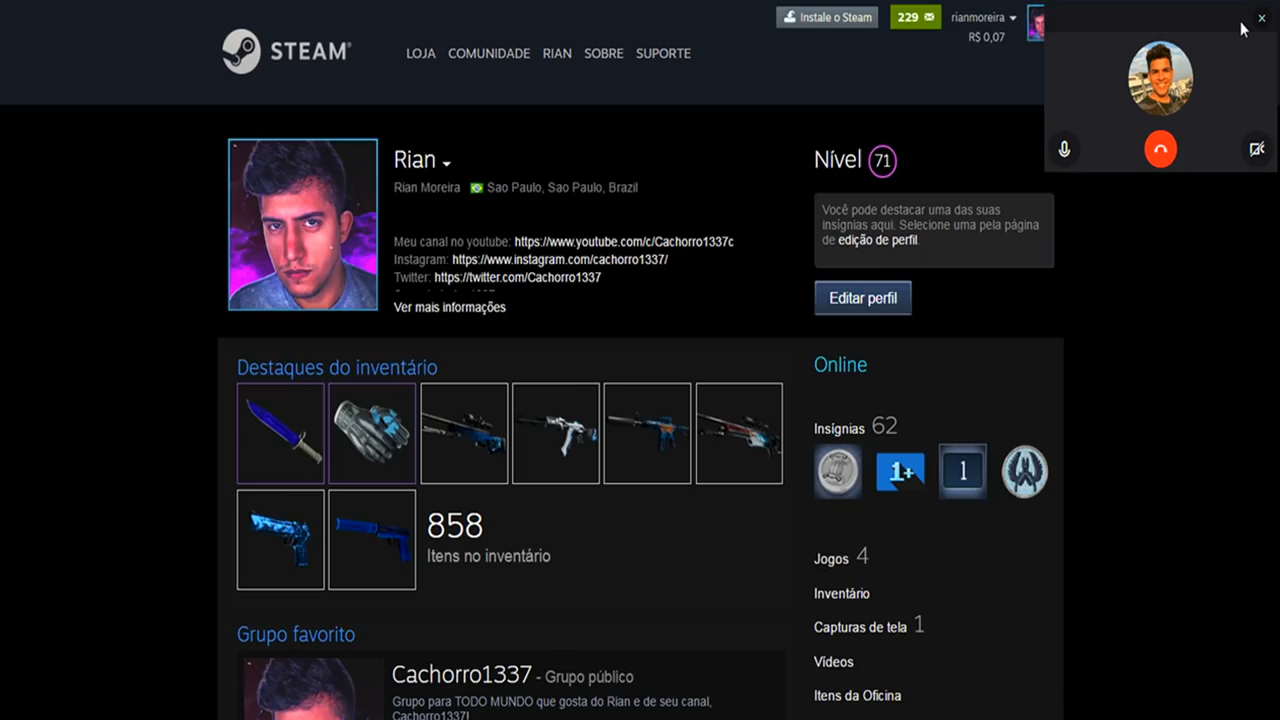 Instale o Steam
229
rianmoreira
R$ 0,07
STEAM®
LOJA COMUNIDADE RIAN SOBRE SUPORTE
Rian
Rian Moreira Sao Paulo, Sao Paulo, Brazil
Meu canal no youtube: https://www.youtube.com/c/Cachorro1337c
Instagram: https://www.instagram.com/cachorro1337/
Twitter: https://twitter.com/Cachorro1337
Ver mais informações
Nível 71
Você pode destacar uma das suas
insígnias aqui. Selecione uma pela página
de edição de perfil.
Editar perfil
Destaques do inventário
858
Itens no inventário
Online
Insígnias 62
1+
1
Jogos 4
Inventário
Capturas de tela 1
Vídeos
Itens da Oficina
Grupo favorito
Cachorro1337 - Grupo público
Grupo para TODO MUNDO que gosta do Rian e de seu canal,
Cachorro1337!